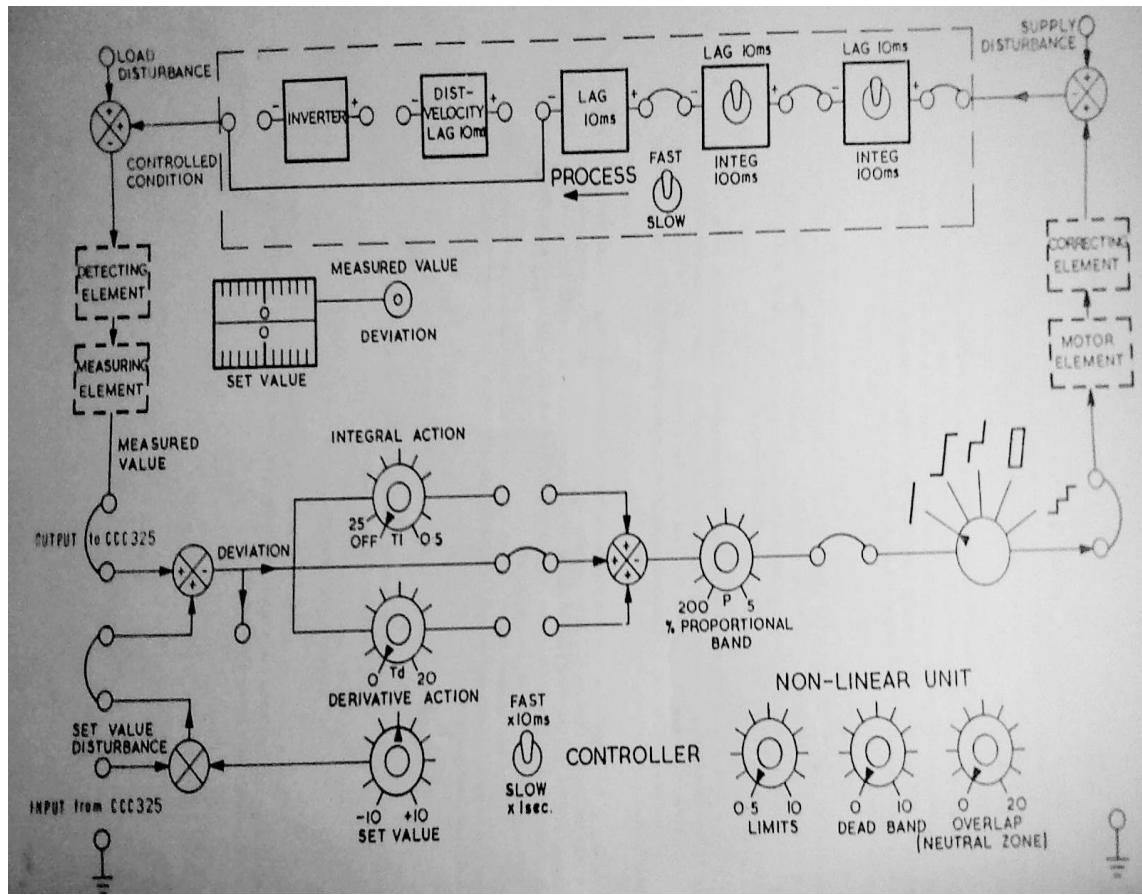 LOAD
DISTURBANCE
SUPPLY
DISTURBANCE
LAG 10ms
LAG 10ms
INVERTER
DIST-
VELOCITY
LAG 10md
LAG
10ms
INTEG
100ms
INTEG
100ms
FAST
SLOW
PROCESS
CONTROLLED
CONDITION
DETECTING
ELEMENT
MEASURING
ELEMENT
MEASURED VALUE
DEVIATION
SET VALUE
CORRECTING
ELEMENT
MOTOR
ELEMENT
MEASURED
VALUE
OUTPUT to CCC325
DEVIATION
INTEGRAL ACTION
25
OFF TI 0 5
0 Td 20
DERIVATIVE ACTION
200 P 5
% PROPORTIONAL
BAND
SET VALUE
DISTURBANCE
INPUT from CCC325
-10 +10
SET VALUE
FAST
x10ms
SLOW
x1sec.
CONTROLLER
NON-LINEAR UNIT
0 5 10
LIMITS
0 10
DEAD BAND
0 20
OVERLAP
(NEUTRAL ZONE)